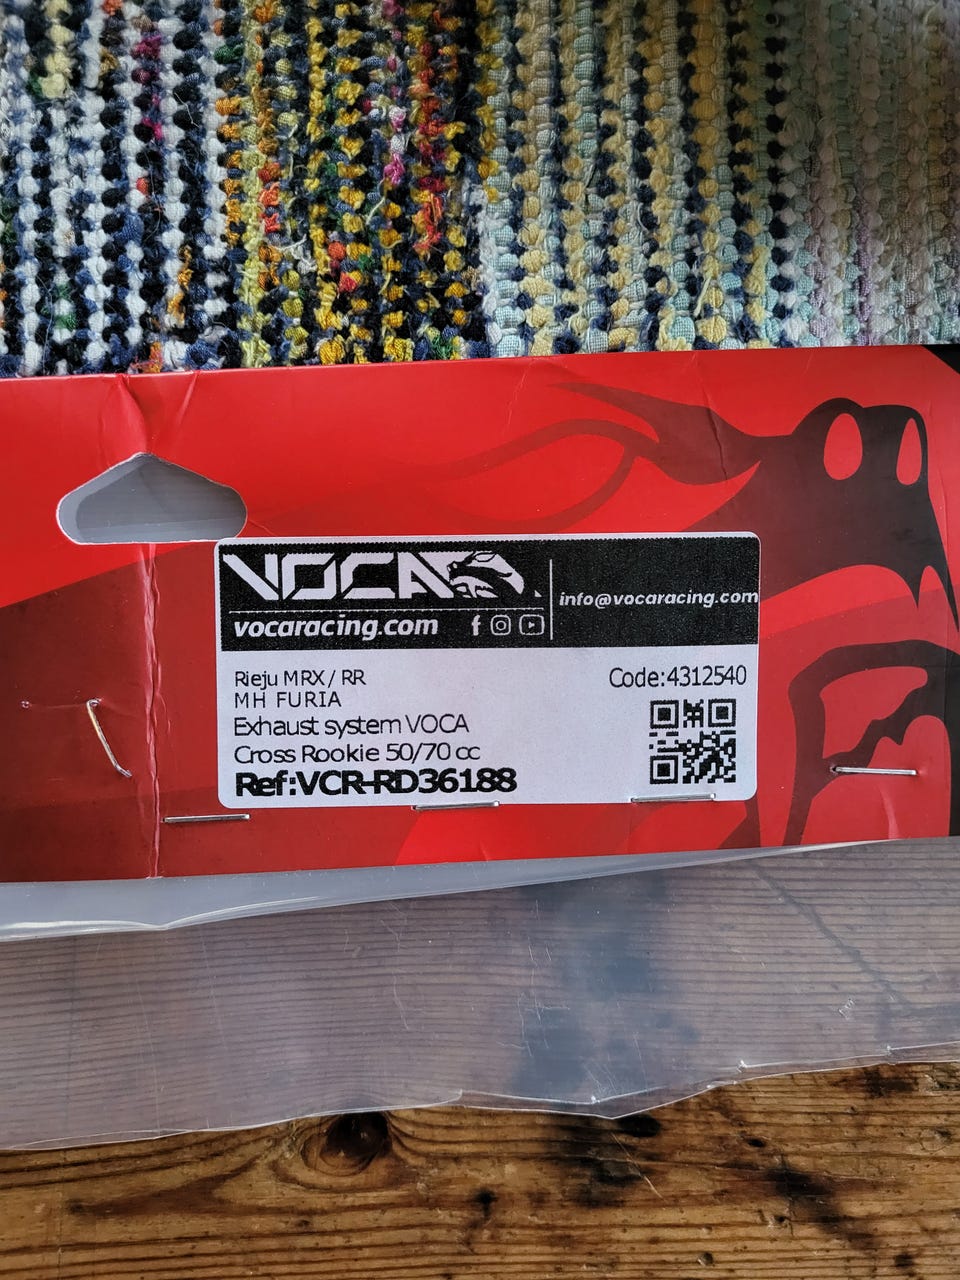 VOCA
vocaracing.com
info@vocaracing.com
Rieju MRX / RR
MH FURIA
Exhaust system VOCA
Cross Rookie 50/70 cc
Ref:VCR-RD36188
Code:4312540